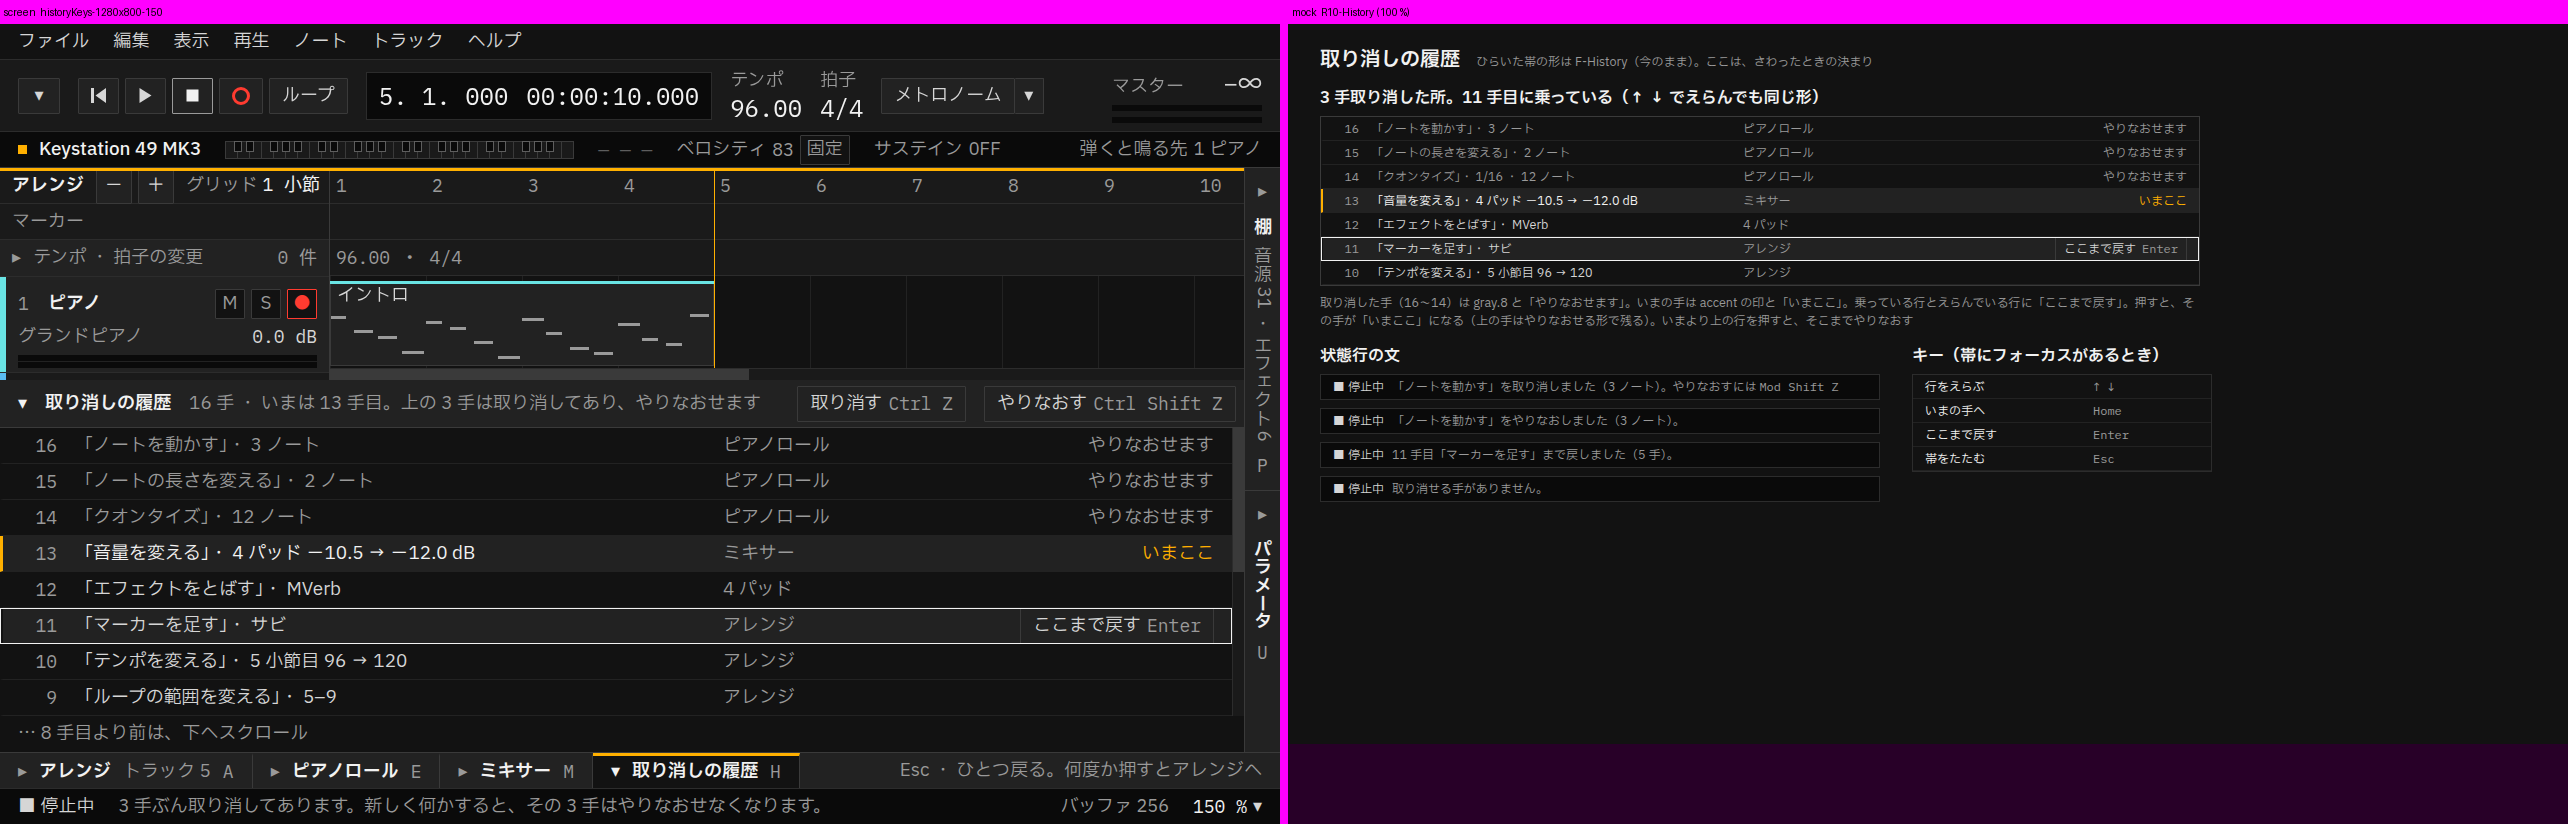 screen historyKeys-1280x800-150
ファイル 編集 表示 再生 ノート トラック ヘルプ
▼ ループ 5. 1. 000 00:00:10.000 テンポ 96.00 拍子 4/4 メトロノーム ▼ マスター −∞
Keystation 49 MK3 — — — ベロシティ 83 固定 サステイン OFF 弾くと鳴る先 1 ピアノ
アレンジ − + グリッド 1 小節 1 2 3 4 5 6 7 8 9 10
マーカー
▶ テンポ · 拍子の変更 0 件 96.00 · 4/4
1 ピアノ M S イントロ
グランドピアノ 0.0 dB
▼ 取り消しの履歴 16 手 · いまは 13 手目。上の 3 手は取り消してあり、やりなおせます 取り消す Ctrl Z やりなおす Ctrl Shift Z
16 「ノートを動かす」· 3 ノート ピアノロール やりなおせます
15 「ノートの長さを変える」· 2 ノート ピアノロール やりなおせます
14 「クオンタイズ」· 12 ノート ピアノロール やりなおせます
13 「音量を変える」· 4 パッド −10.5 → −12.0 dB ミキサー いまここ
12 「エフェクトをとばす」· MVerb 4 パッド
11 「マーカーを足す」· サビ アレンジ ここまで戻す Enter
10 「テンポを変える」· 5 小節目 96 → 120 アレンジ
9 「ループの範囲を変える」· 5–9 アレンジ
… 8 手目より前は、下へスクロール
▶ 棚 音源 31 · エフェクト 6 P
▶ パラメータ U
▶ アレンジ トラック 5 A ▶ ピアノロール E ▶ ミキサー M ▼ 取り消しの履歴 H Esc · ひとつ戻る。何度か押すとアレンジへ
■ 停止中 3 手ぶん取り消してあります。新しく何かすると、その 3 手はやりなおせなくなります。 バッファ 256 150 % ▼
mock R10-History (100 %)
取り消しの履歴 ひらいた帯の形は F-History（今のまま）。ここは、さわったときの決まり
3 手取り消した所。11 手目に乗っている（↑ ↓ でえらんでも同じ形）
16 「ノートを動かす」· 3 ノート ピアノロール やりなおせます
15 「ノートの長さを変える」· 2 ノート ピアノロール やりなおせます
14 「クオンタイズ」· 1/16 · 12 ノート ピアノロール やりなおせます
13 「音量を変える」· 4 パッド −10.5 → −12.0 dB ミキサー いまここ
12 「エフェクトをとばす」· MVerb 4 パッド
11 「マーカーを足す」· サビ アレンジ ここまで戻す Enter
10 「テンポを変える」· 5 小節目 96 → 120 アレンジ
取り消した手（16〜14）は gray.8 と「やりなおせます」。いまの手は accent の印と「いまここ」。乗っている行とえらんでいる行に「ここまで戻す」。押すと、そ
の手が「いまここ」になる（上の手はやりなおせる形で残る）。いまより上の行を押すと、そこまでやりなおす
状態行の文
■ 停止中 「ノートを動かす」を取り消しました（3 ノート）。やりなおすには Mod Shift Z
■ 停止中 「ノートを動かす」をやりなおしました（3 ノート）。
■ 停止中 11 手目「マーカーを足す」まで戻しました（5 手）。
■ 停止中 取り消せる手がありません。
キー（帯にフォーカスがあるとき）
行をえらぶ ↑ ↓
いまの手へ Home
ここまで戻す Enter
帯をたたむ Esc